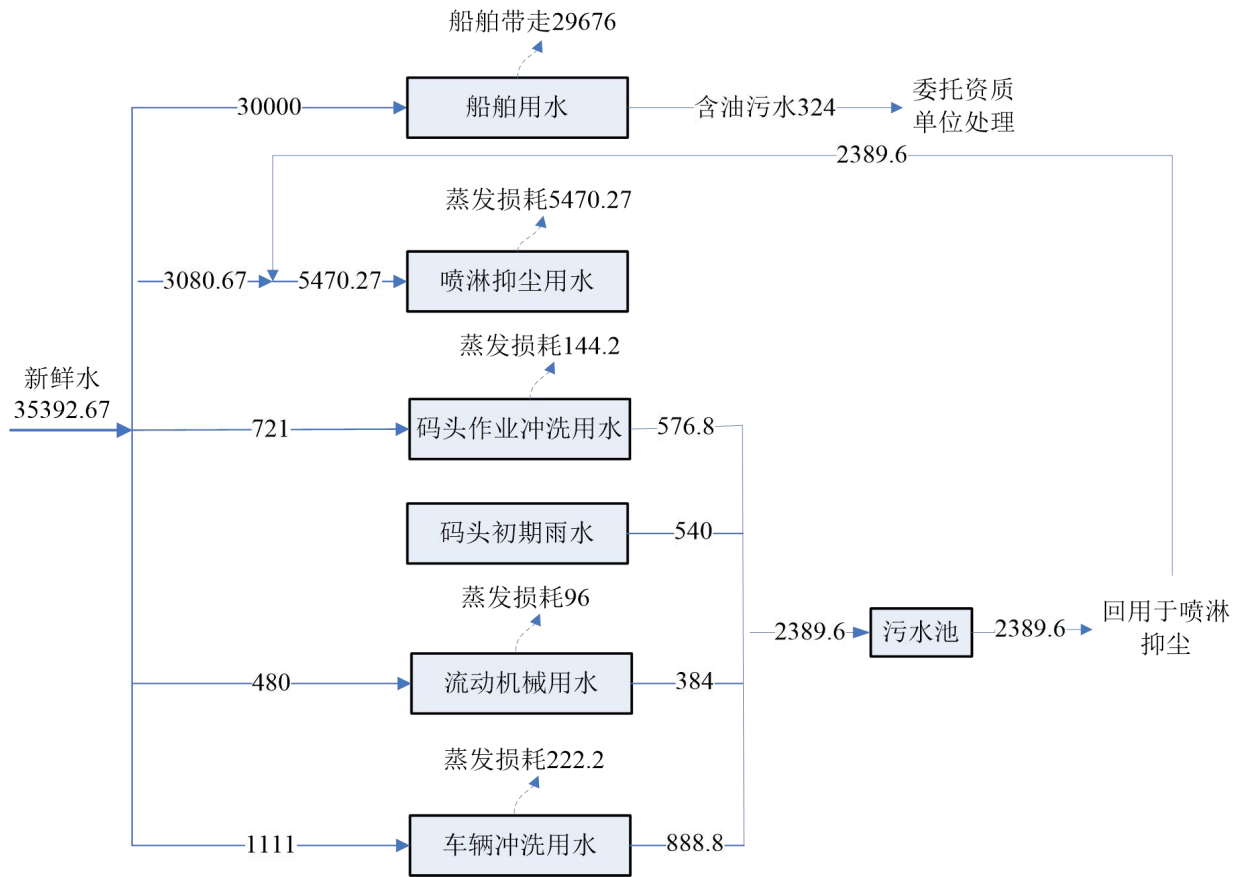 船舶带走29676
30000
船舶用水
含油污水324
委托资质
单位处理
2389.6
蒸发损耗5470.27
3080.67
5470.27
喷淋抑尘用水
蒸发损耗144.2
新鲜水
35392.67
721
码头作业冲洗用水
576.8
码头初期雨水
540
蒸发损耗96
2389.6
污水池
2389.6
回用于喷淋
抑尘
480
流动机械用水
384
蒸发损耗222.2
1111
车辆冲洗用水
888.8